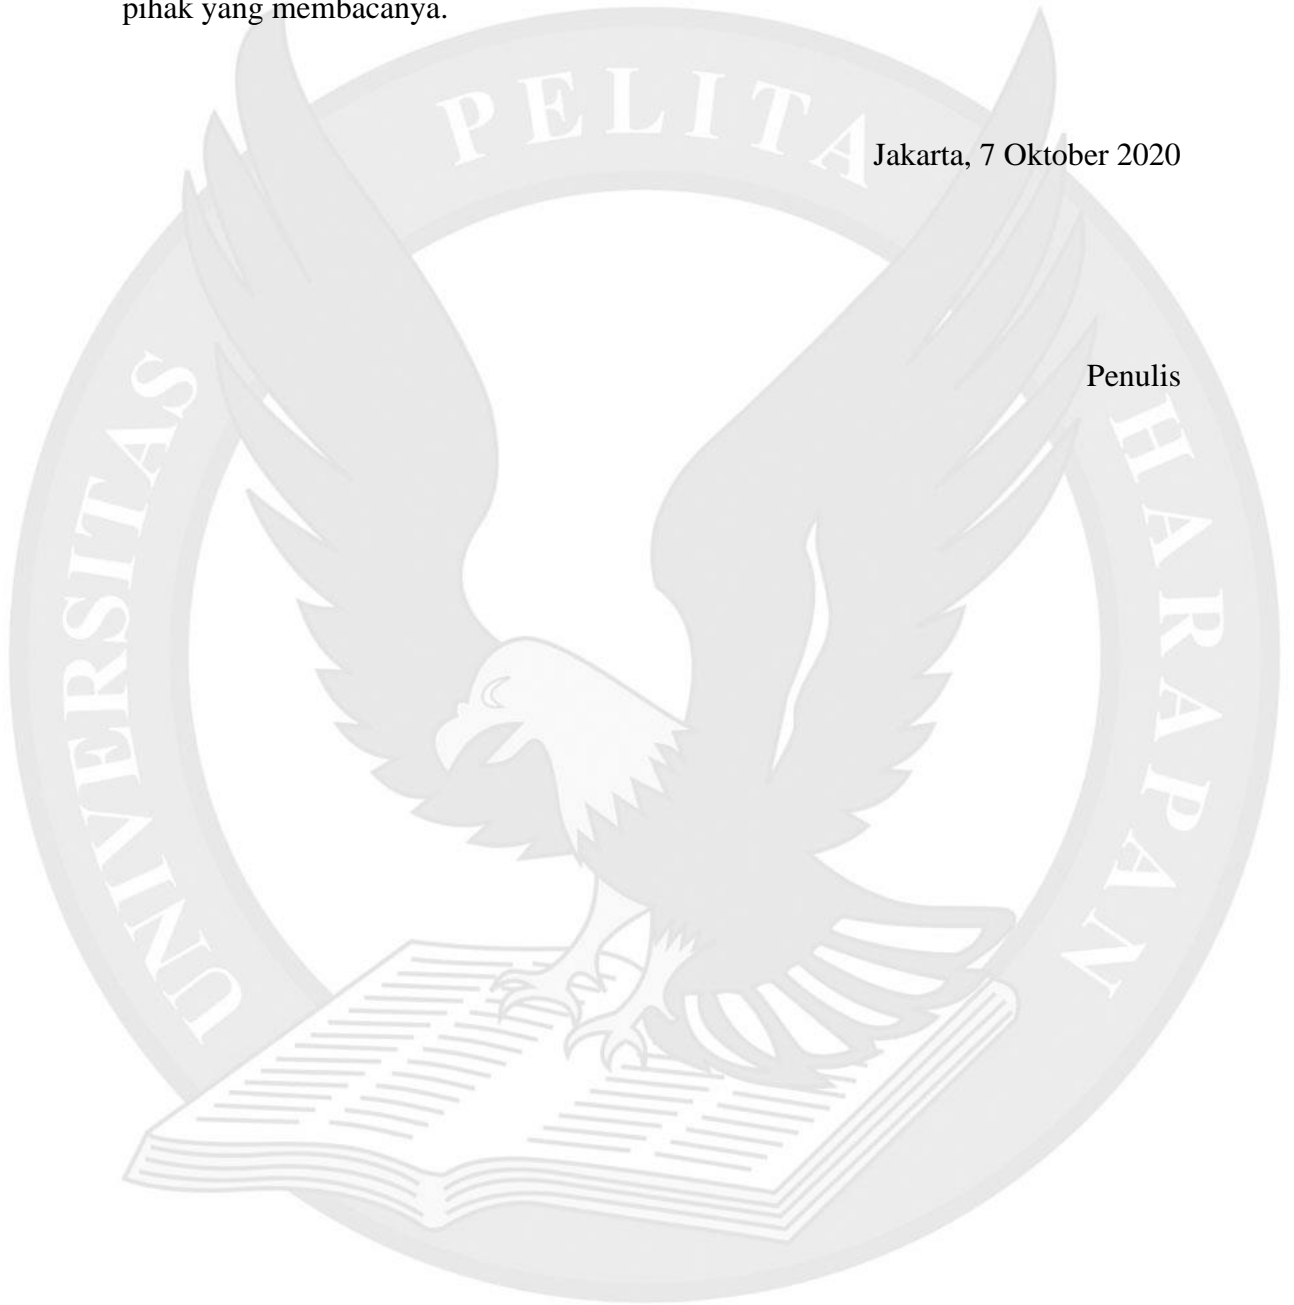 pihak yang membacanya.
PELITA
Jakarta, 7 Oktober 2020
Penulis
UNIVERSITAS
HARAPAN